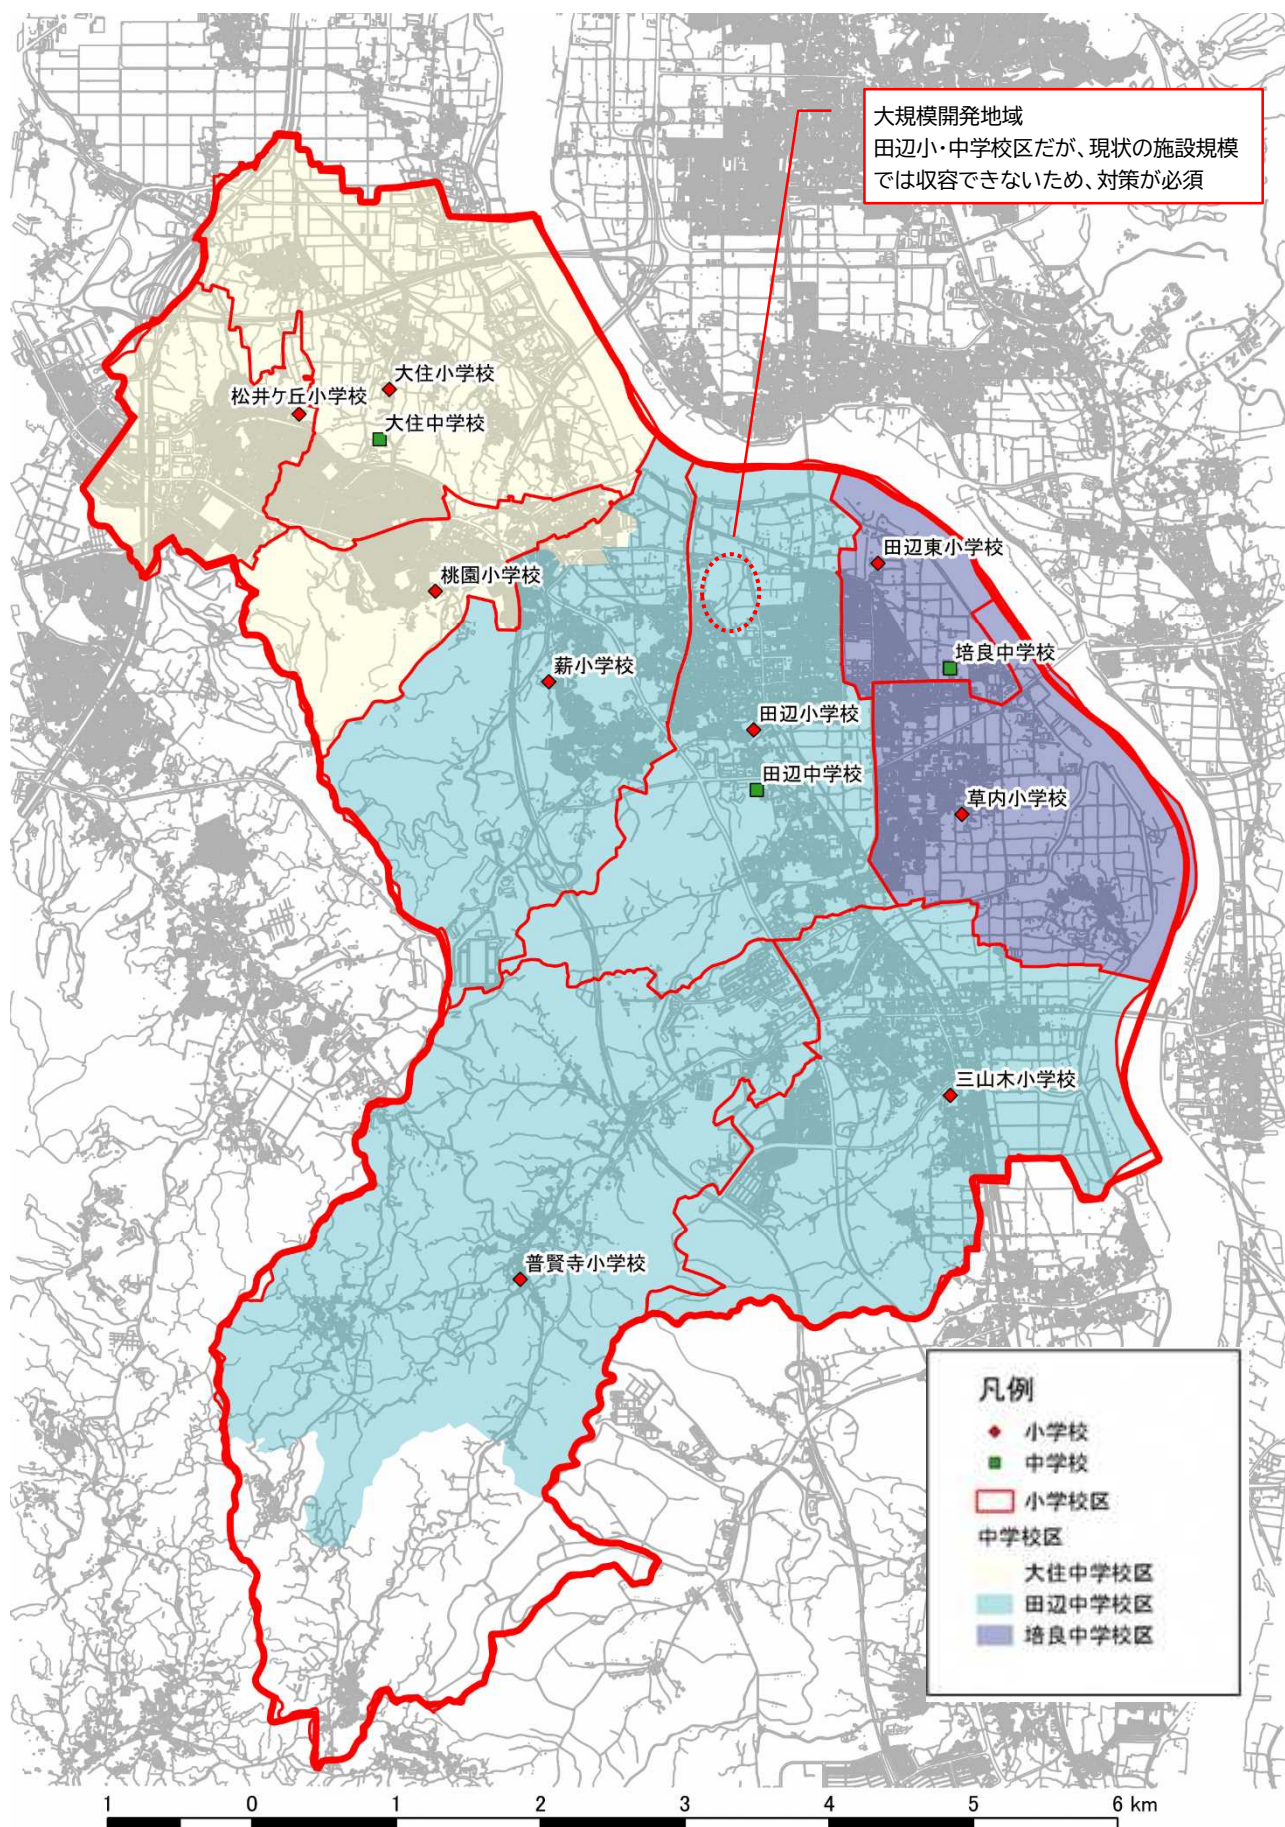 大規模開発地域
田辺小・中学校区だが、現状の施設規模
では収容できないため、対策が必須
大住小学校
松井ケ丘小学校
大住中学校
田辺東小学校
桃園小学校
培良中学校
薪小学校
田辺小学校
田辺中学校
草内小学校
三山木小学校
普賢寺小学校
凡例
小学校
中学校
小学校区
中学校区
大住中学校区
田辺中学校区
培良中学校区
1 0 1 2 3 4 5 6 km